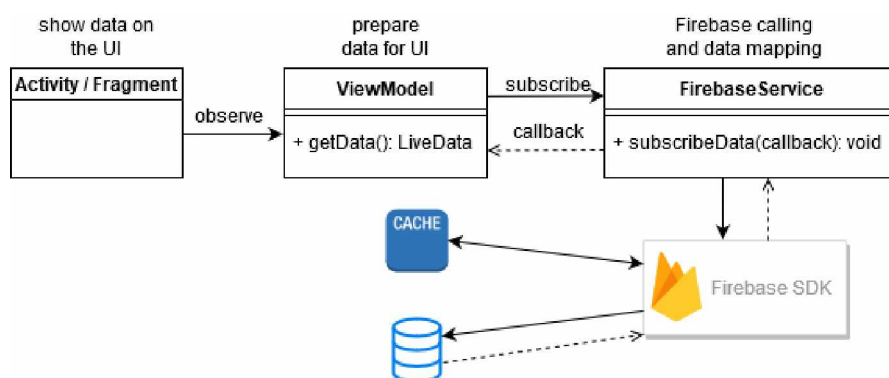 show data on
the UI
prepare
data for UI
Firebase calling
and data mapping
Activity / Fragment
observe
ViewModel
+ getData(): LiveData
subscribe
callback
FirebaseService
+ subscribeData(callback): void
CACHE
Firebase SDK